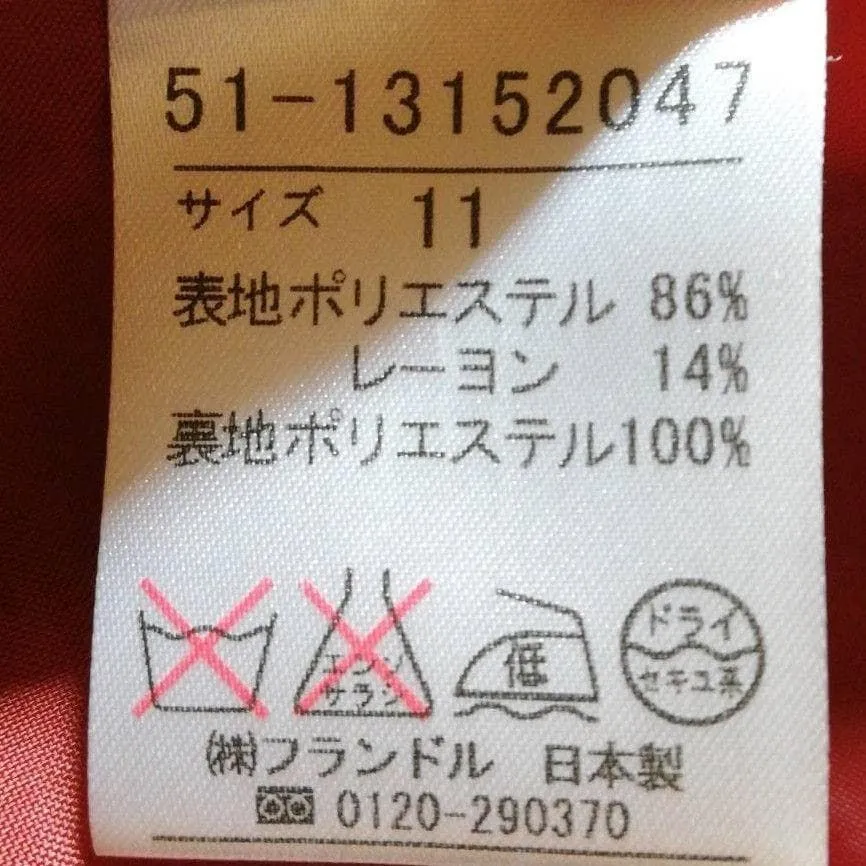 51-13152047
サイズ 11
表地ポリエステル 86%
レーヨン 14%
裏地ポリエステル100%
エンソ
サラシ
低
ドライ
セキユ系
㈱フランドル 日本製
0120-290370